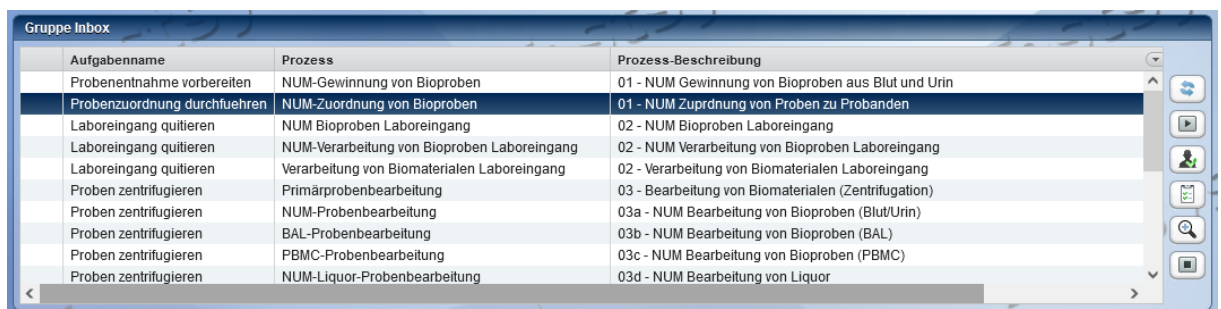 Gruppe Inbox
Aufgabenname Prozess Prozess-Beschreibung
Probenentnahme vorbereiten NUM-Gewinnung von Bioproben 01 - NUM Gewinnung von Bioproben aus Blut und Urin
Probenzuordnung durchfuehren NUM-Zuordnung von Bioproben 01 - NUM Zuprdnung von Proben zu Probanden
Laboreingang quitieren NUM Bioproben Laboreingang 02 - NUM Bioproben Laboreingang
Laboreingang quitieren NUM-Verarbeitung von Bioproben Laboreingang 02 - NUM Verarbeitung von Bioproben Laboreingang
Laboreingang quitieren Verarbeitung von Biomaterialen Laboreingang 02 - Verarbeitung von Biomaterialen Laboreingang
Proben zentrifugieren Primärprobenbearbeitung 03 - Bearbeitung von Biomaterialen (Zentrifugation)
Proben zentrifugieren NUM-Probenbearbeitung 03a - NUM Bearbeitung von Bioproben (Blut/Urin)
Proben zentrifugieren BAL-Probenbearbeitung 03b - NUM Bearbeitung von Bioproben (BAL)
Proben zentrifugieren PBMC-Probenbearbeitung 03c - NUM Bearbeitung von Bioproben (PBMC)
Proben zentrifugieren NUM-Liquor-Probenbearbeitung 03d - NUM Bearbeitung von Liquor